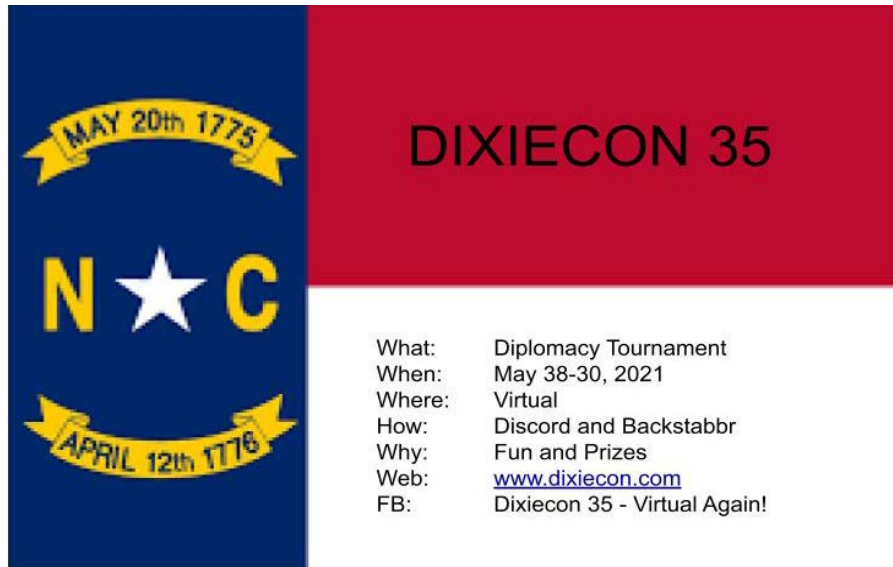 MAY 20th 1775
N C
APRIL 12th 1776
DIXIECON 35
What: Diplomacy Tournament
When: May 38-30, 2021
Where: Virtual
How: Discord and Backstabbr
Why: Fun and Prizes
Web: www.dixiecon.com
FB: Dixiecon 35 - Virtual Again!